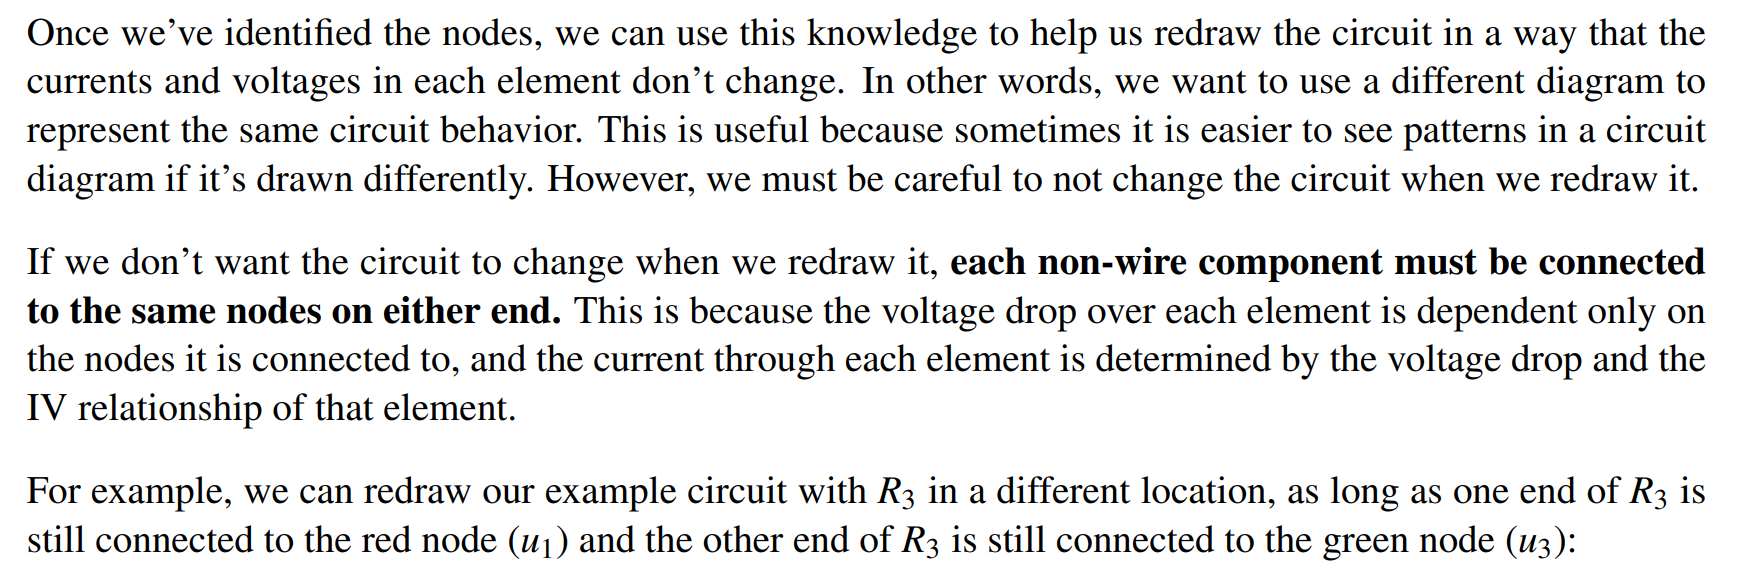 Once we’ve identified the nodes, we can use this knowledge to help us redraw the circuit in a way that the
currents and voltages in each element don’t change. In other words, we want to use a different diagram to
represent the same circuit behavior. This is useful because sometimes it is easier to see patterns in a circuit
diagram if it’s drawn differently. However, we must be careful to not change the circuit when we redraw it.
If we don’t want the circuit to change when we redraw it, each non-wire component must be connected
to the same nodes on either end. This is because the voltage drop over each element is dependent only on
the nodes it is connected to, and the current through each element is determined by the voltage drop and the
IV relationship of that element.
For example, we can redraw our example circuit with R₃ in a different location, as long as one end of R₃ is
still connected to the red node (u₁) and the other end of R₃ is still connected to the green node (u₃):